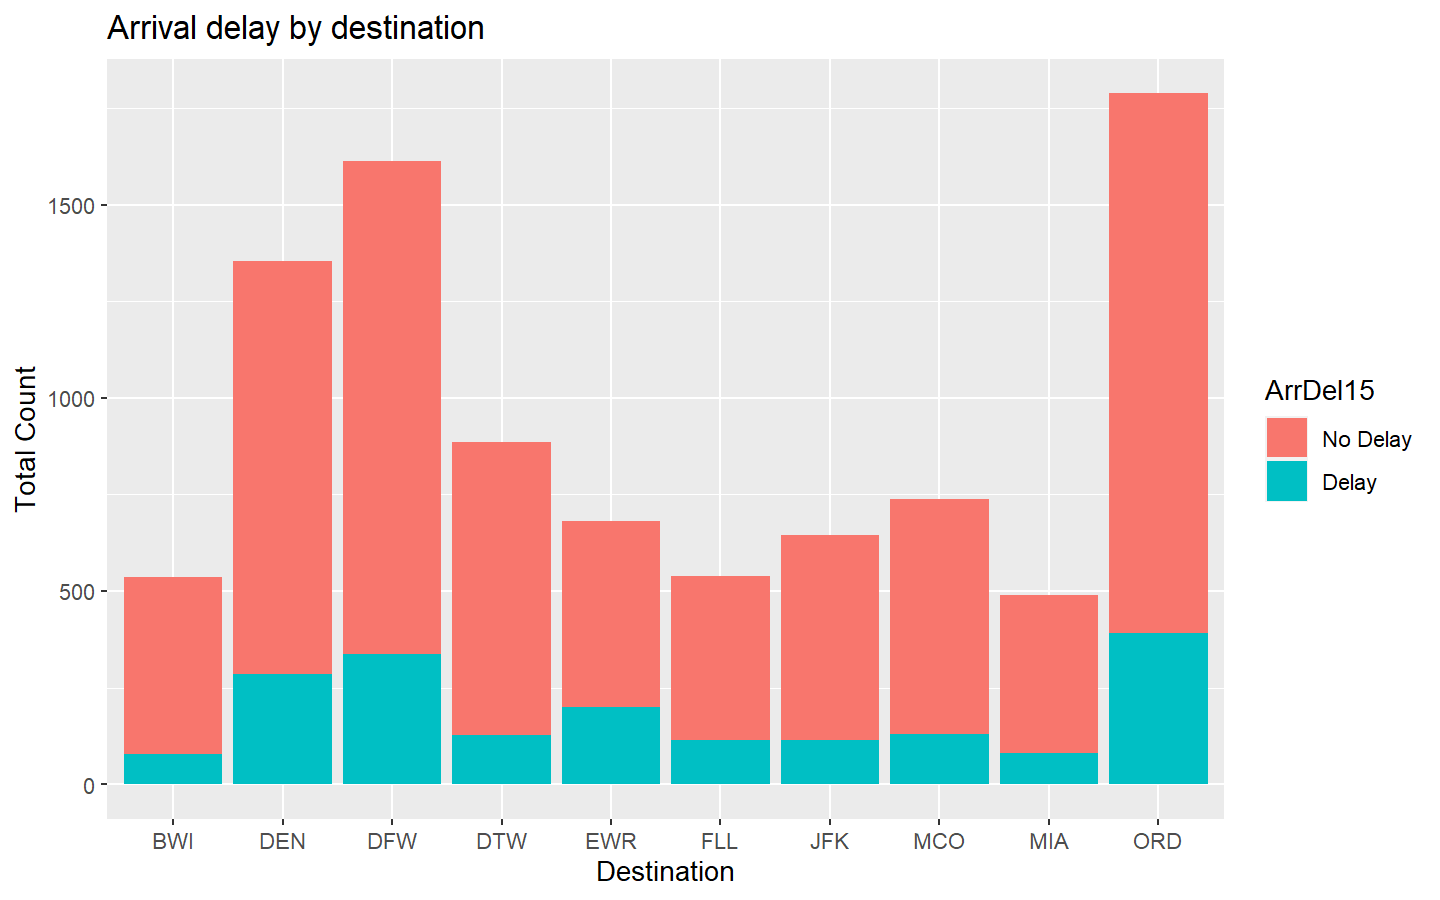 Arrival delay by destination
Total Count
1500
1000
500
0
BWI DEN DFW DTW EWR FLL JFK MCO MIA ORD
Destination
ArrDel15
No Delay
Delay